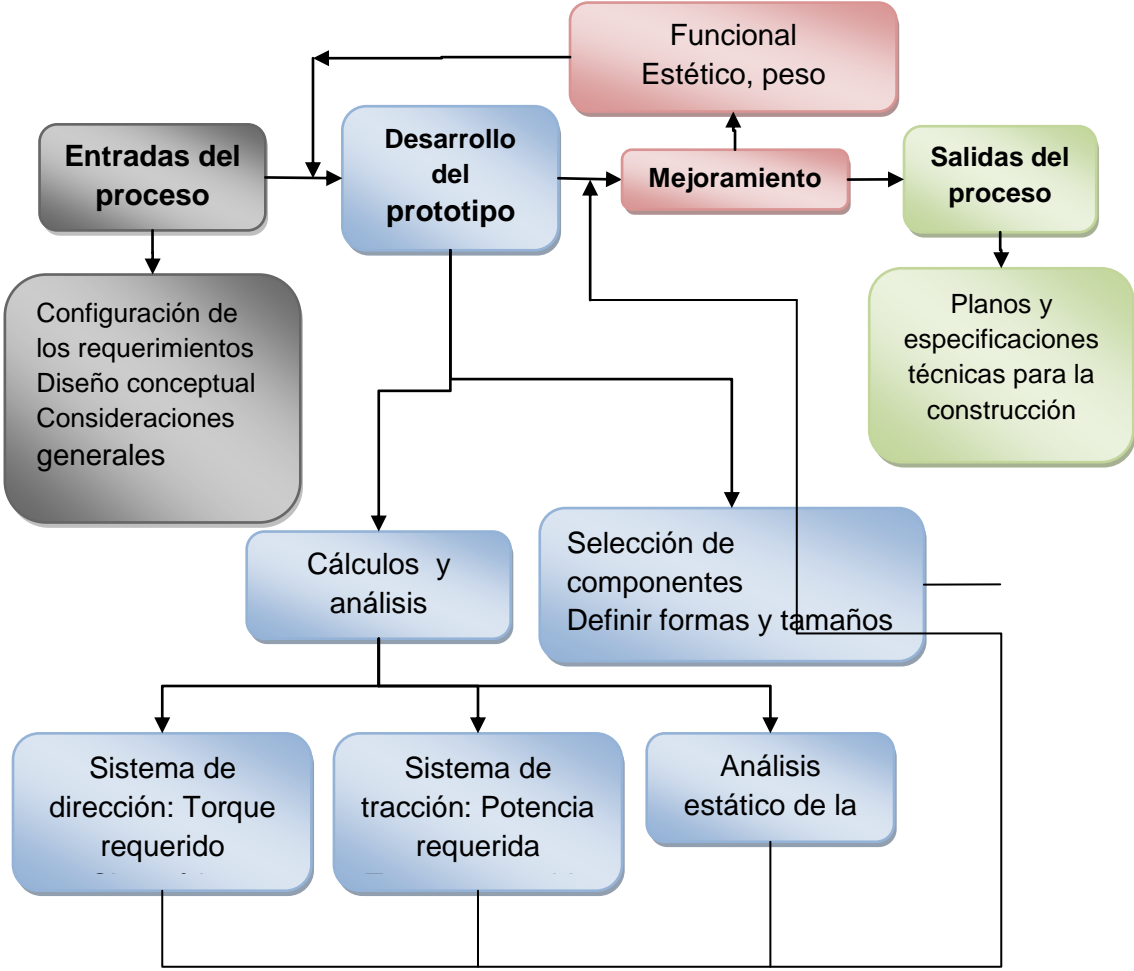 Funcional
Estético, peso
Entradas del
proceso
Desarrollo
del
prototipo
Mejoramiento
Salidas del
proceso
Configuración de
los requerimientos
Diseño conceptual
Consideraciones
generales
Planos y
especificaciones
técnicas para la
construcción
Cálculos y
análisis
Selección de
componentes
Definir formas y tamaños
Sistema de
dirección: Torque
requerido
Sistema de
tracción: Potencia
requerida
Análisis
estático de la